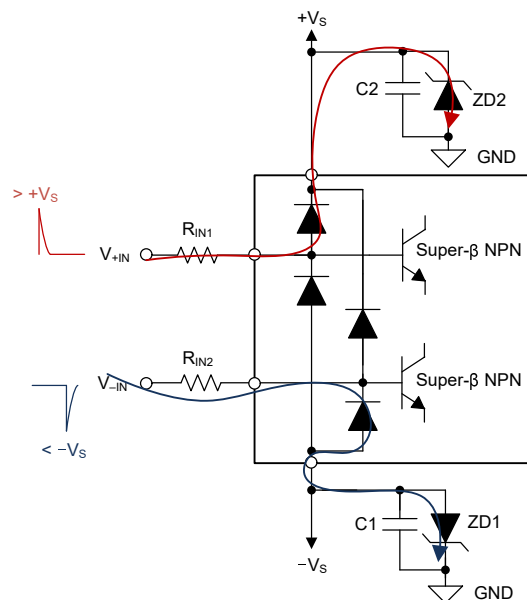 +VS
C2
ZD2
GND
> +VS
V+IN
RIN1
Super-β NPN
V−IN
RIN2
Super-β NPN
< −VS
C1
ZD1
−VS
GND